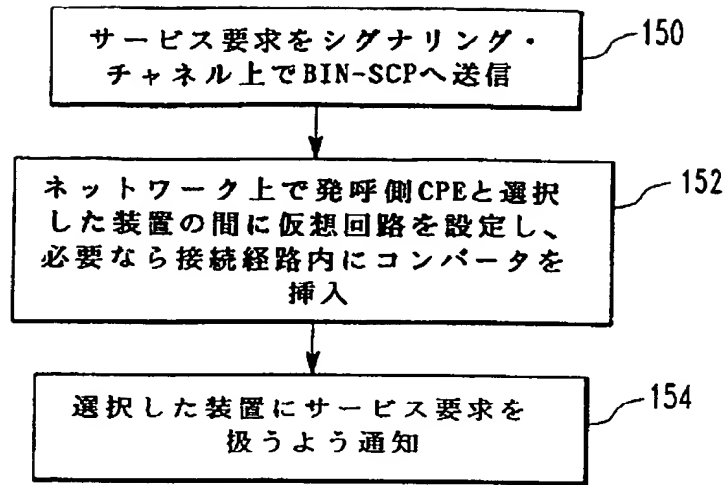 サービス要求をシグナリング・
チャネル上でBIN-SCPへ送信
150
ネットワーク上で発呼側CPEと選択
した装置の間に仮想回路を設定し、
必要なら接続経路内にコンバータを
挿入
152
選択した装置にサービス要求を
扱うよう通知
154